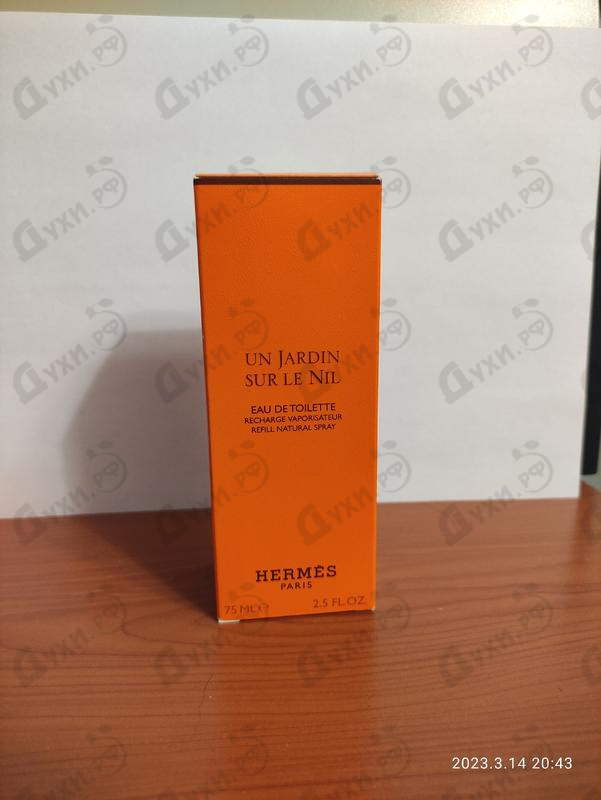 UN JARDIN
SUR LE NIL
EAU DE TOILETTE
RECHARGE VAPORISATEUR
REFILL NATURAL SPRAY
HERMÈS
PARIS
75 ML ℮ 2.5 FL.OZ.
2023.3.14 20:43
Духи.РФ